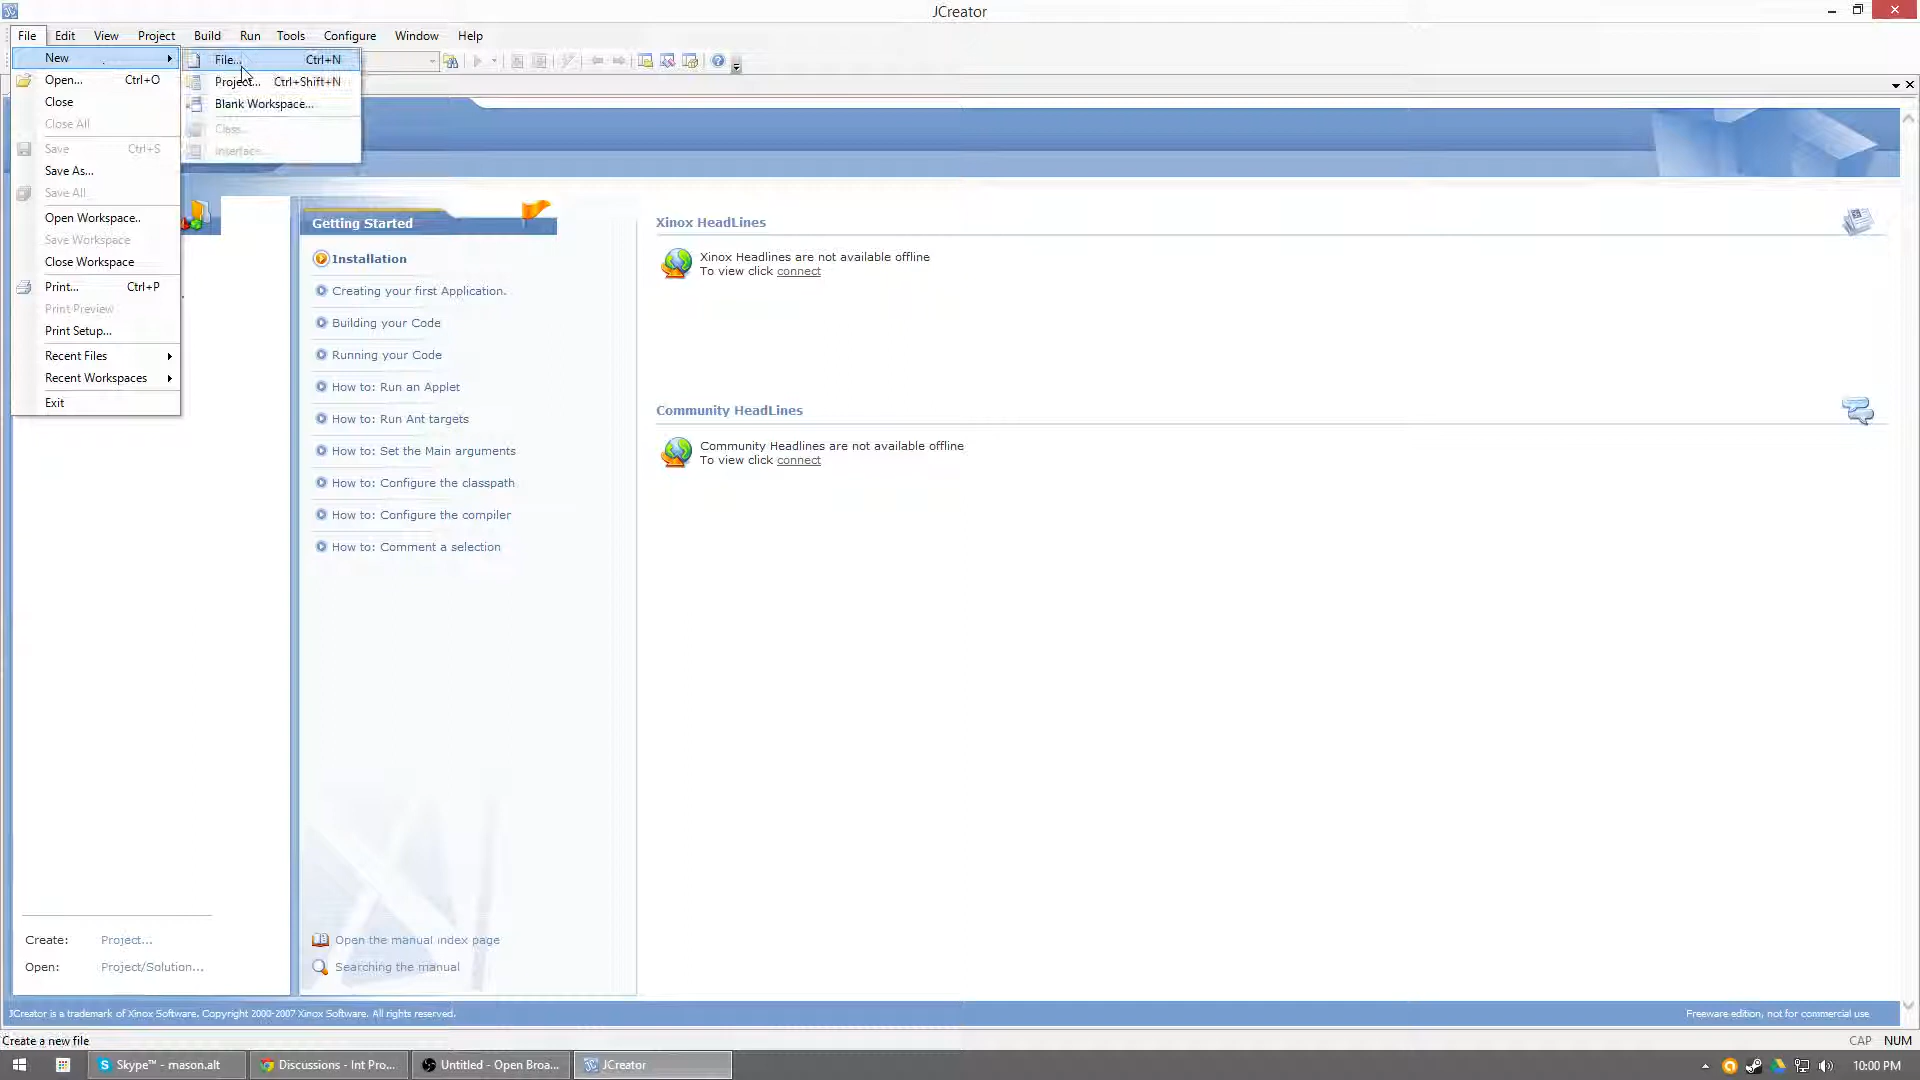 JCreator
File Edit View Project Build Run Tools Configure Window Help
New
Open... Ctrl+O
Close
Close All
Save Ctrl+S
Save As...
Save All
Open Workspace..
Save Workspace
Close Workspace
Print... Ctrl+P
Print Preview
Print Setup...
Recent Files
Recent Workspaces
Exit
File... Ctrl+N
Project... Ctrl+Shift+N
Blank Workspace...
Class...
Interface...
Getting Started
Installation
Creating your first Application.
Building your Code
Running your Code
How to: Run an Applet
How to: Run Ant targets
How to: Set the Main arguments
How to: Configure the classpath
How to: Configure the compiler
How to: Comment a selection
Open the manual index page
Searching the manual
Xinox HeadLines
Xinox Headlines are not available offline
To view click connect
Community HeadLines
Community Headlines are not available offline
To view click connect
Create: Project...
Open: Project/Solution...
JCreator is a trademark of Xinox Software. Copyright 2000-2007 Xinox Software. All rights reserved.
Freeware edition, not for commercial use
Create a new file
CAP NUM
Skype™ - mason.alt
Discussions - Int Pro...
Untitled - Open Broa...
JCreator
10:00 PM